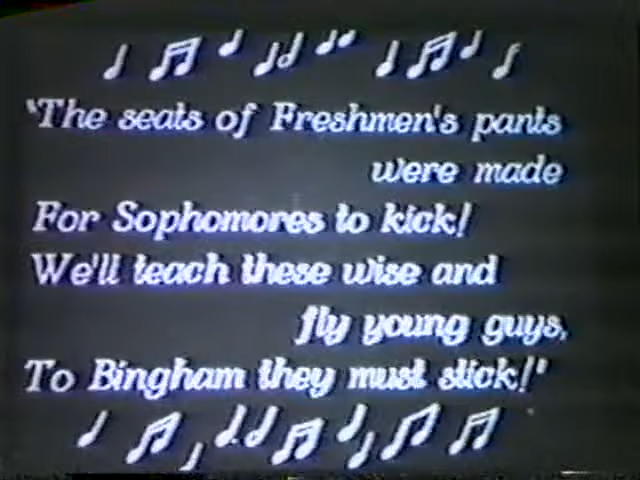 'The seats of Freshmen's pants
were made
For Sophomores to kick!
We'll teach these wise and
fly young guys,
To Bingham they must stick!'